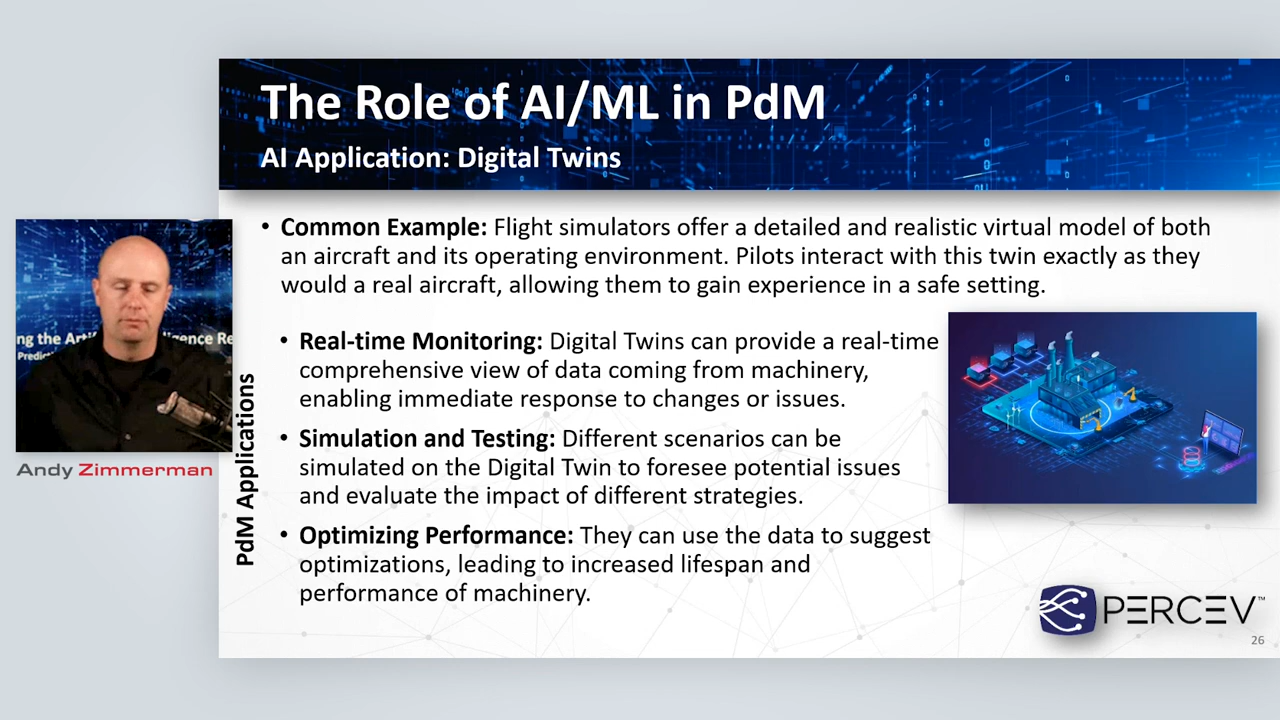 The Role of AI/ML in PdM
AI Application: Digital Twins
• Common Example: Flight simulators offer a detailed and realistic virtual model of both
an aircraft and its operating environment. Pilots interact with this twin exactly as they
would a real aircraft, allowing them to gain experience in a safe setting.
PdM Applications
• Real-time Monitoring: Digital Twins can provide a real-time
comprehensive view of data coming from machinery,
enabling immediate response to changes or issues.
• Simulation and Testing: Different scenarios can be
simulated on the Digital Twin to foresee potential issues
and evaluate the impact of different strategies.
• Optimizing Performance: They can use the data to suggest
optimizations, leading to increased lifespan and
performance of machinery.
ng the Art
Predict
Andy Zimmerman
PERCEV™
26